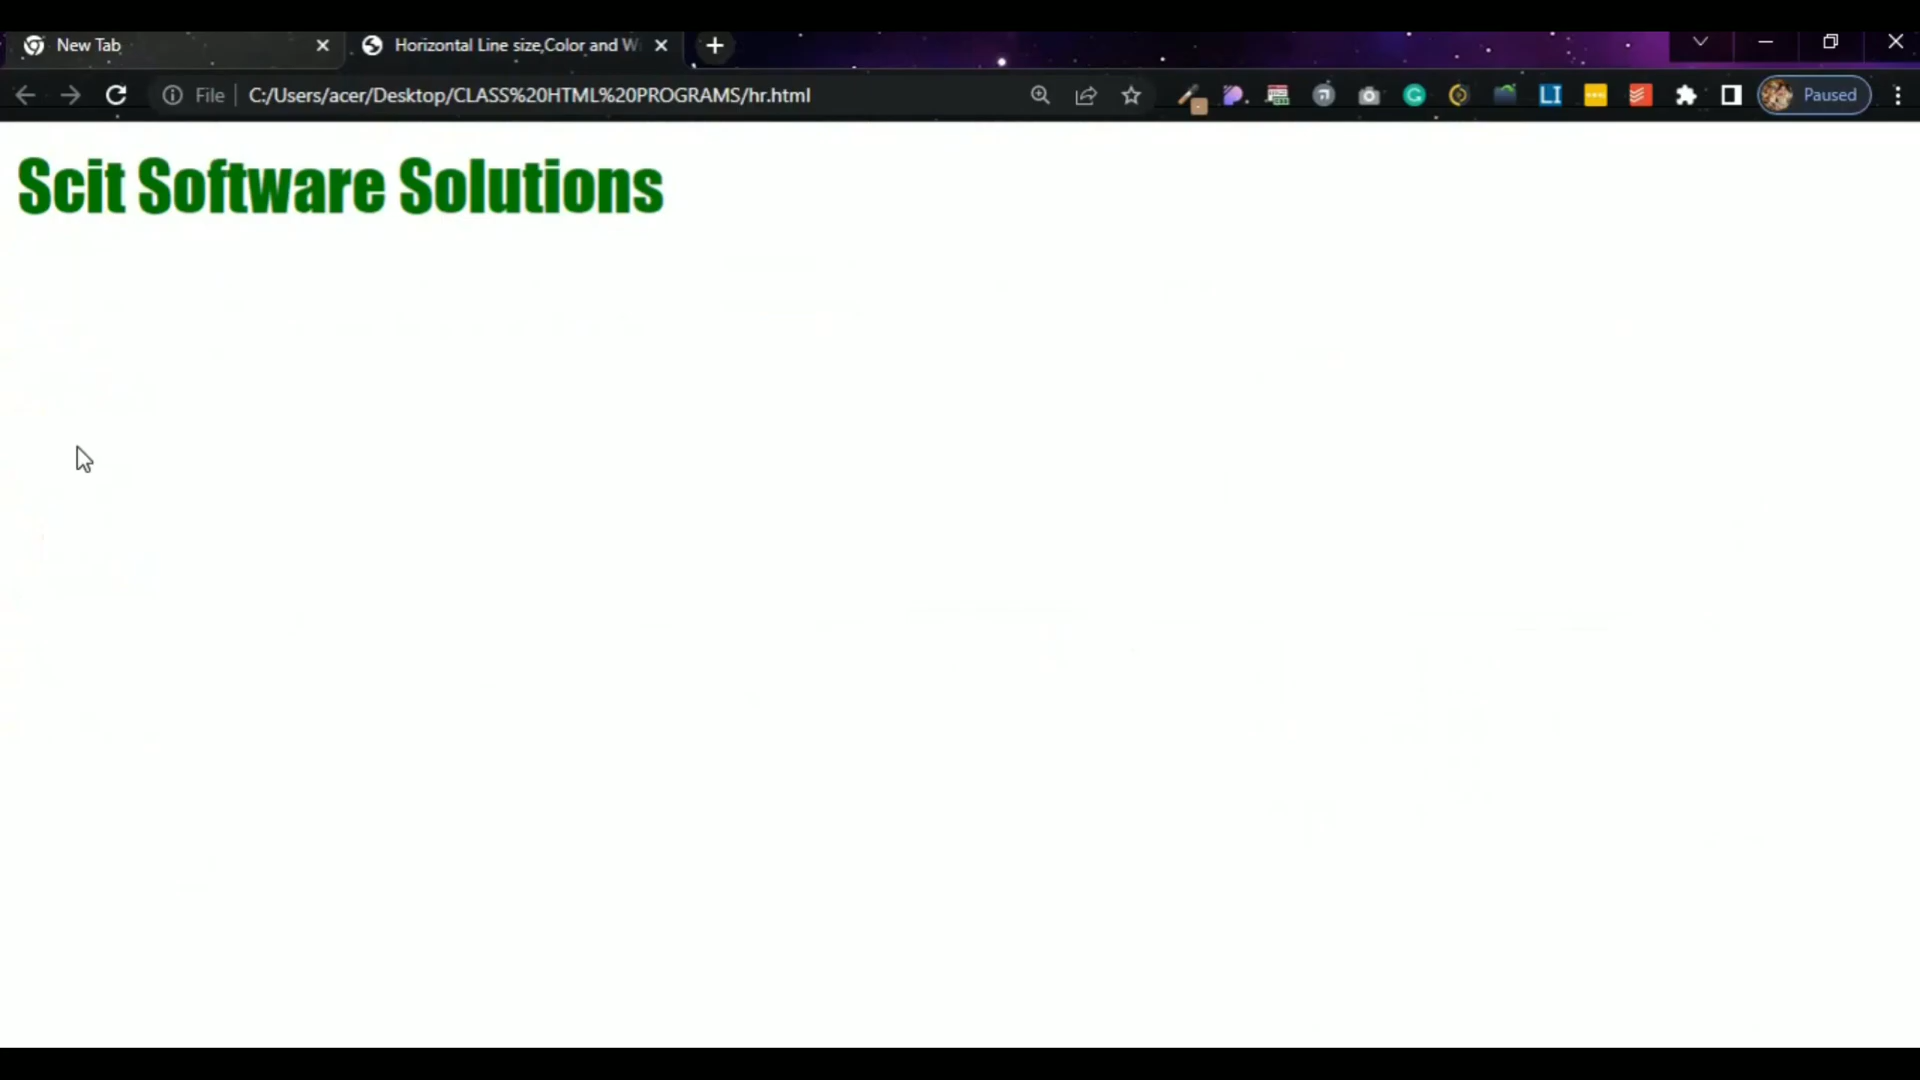 New Tab
Horizontal Line size,Color and W
File
C:/Users/acer/Desktop/CLASS%20HTML%20PROGRAMS/hr.html
LI
Paused
Scit Software Solutions